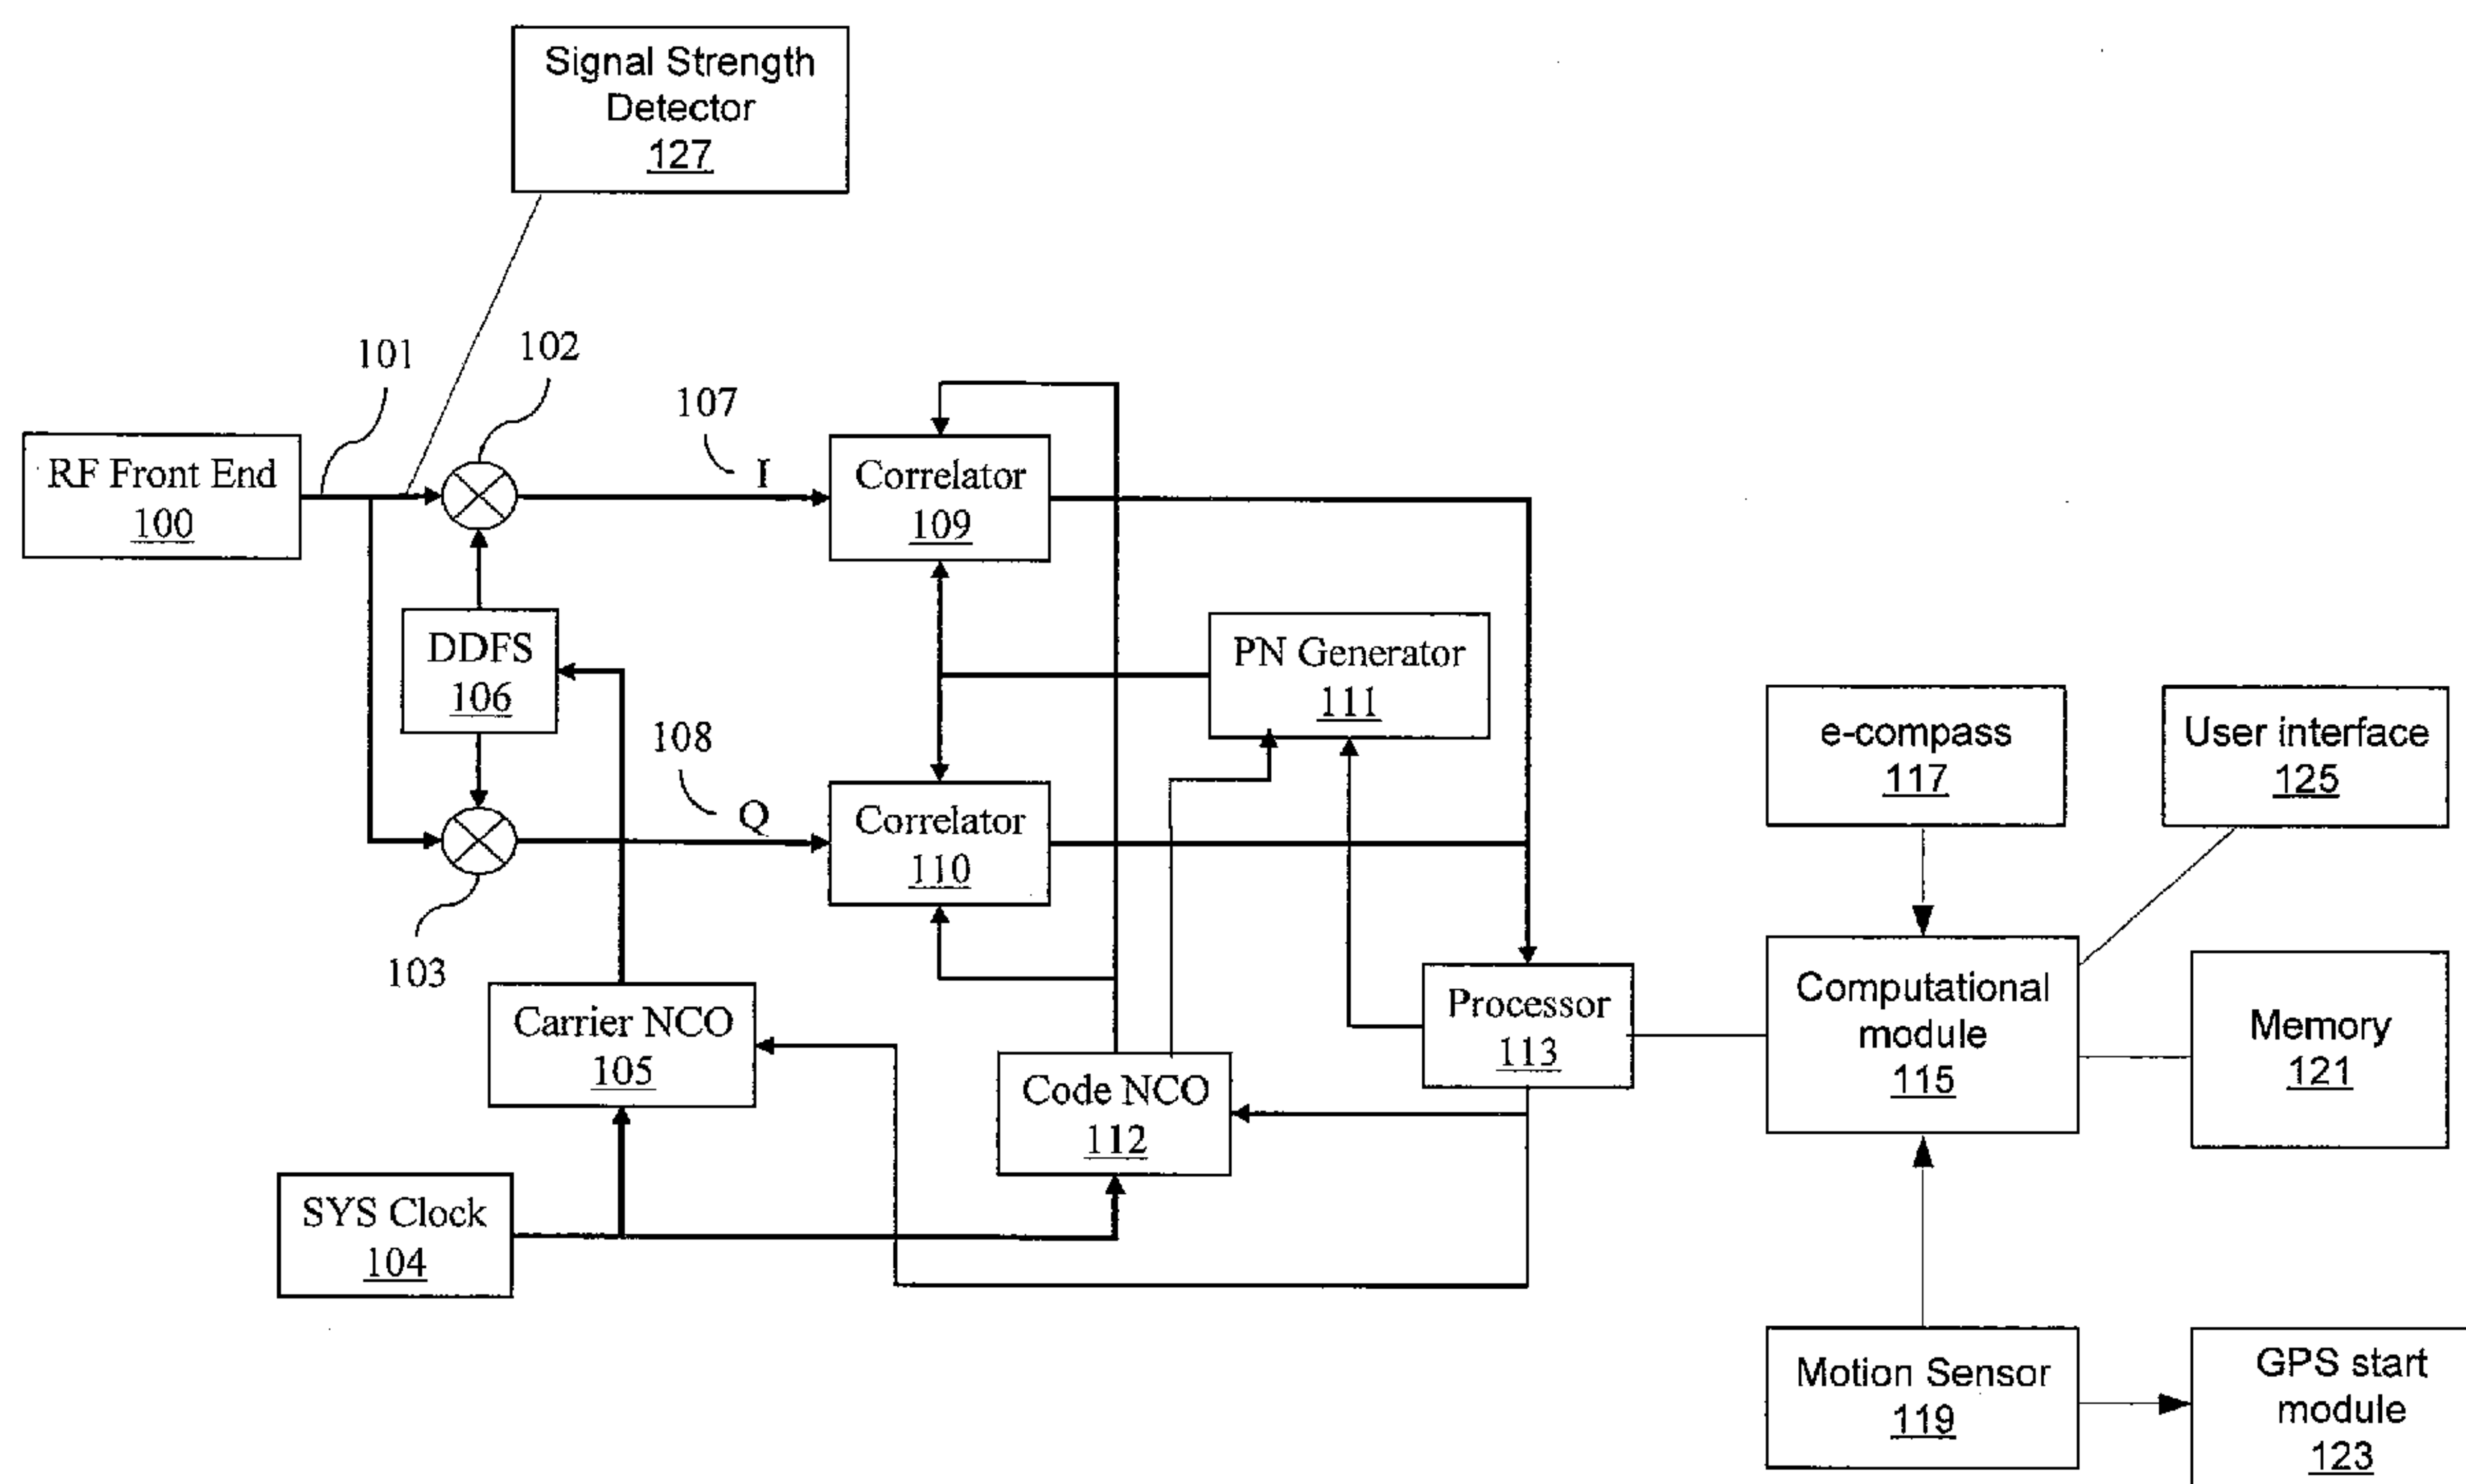 Signal Strength
Detector
127
101
102
107
I
RF Front End
100
Correlator
109
DDFS
106
PN Generator
111
108
Q
Correlator
110
103
e-compass
117
User interface
125
Carrier NCO
105
Code NCO
112
Processor
113
Computational
module
115
Memory
121
SYS Clock
104
Motion Sensor
119
GPS start
module
123